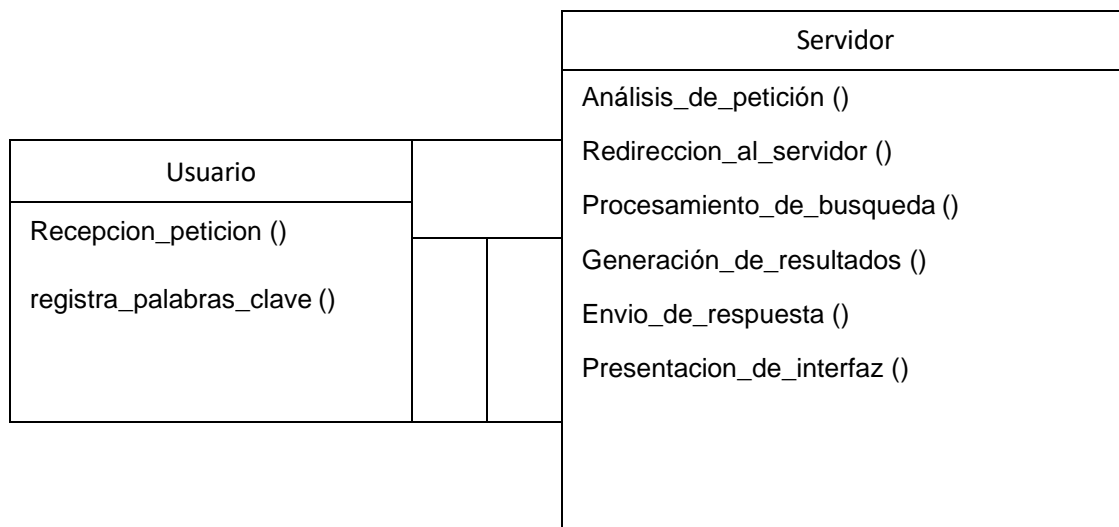 Servidor
Análisis_de_petición ()
Redireccion_al_servidor ()
Procesamiento_de_busqueda ()
Generación_de_resultados ()
Envio_de_respuesta ()
Presentacion_de_interfaz ()
Usuario
Recepcion_peticion ()
registra_palabras_clave ()